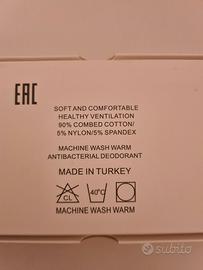 EAC
SOFT AND COMFORTABLE
HEALTHY VENTILATION
90% COMBED COTTON/
5% NYLON/5% SPANDEX
MACHINE WASH WARM
ANTIBACTERIAL DEODORANT
MADE IN TURKEY
CL 40°C
MACHINE WASH WARM
subito